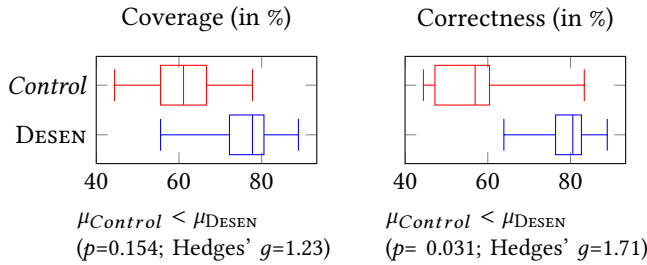 Coverage (in %)
Correctness (in %)
Control
DESEN
40 60 80
40 60 80
μControl < μDESEN
(p=0.154; Hedges' g=1.23)
μControl < μDESEN
(p= 0.031; Hedges' g=1.71)